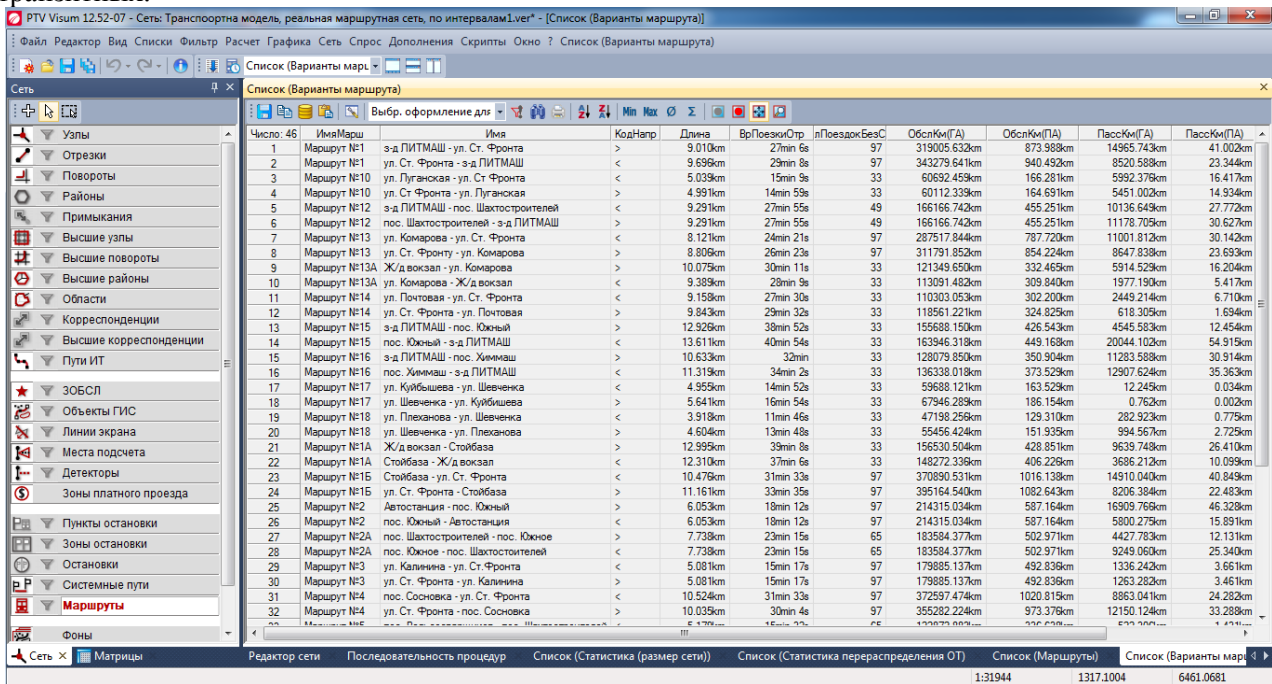 PTV Visum 12.52-07 - Сеть: Транспоортна модель, реальная маршрутная сеть, по интервалам1.ver* - [Список (Варианты маршрута)]
Файл Редактор Вид Списки Фильтр Расчет Графика Сеть Спрос Дополнения Скрипты Окно ? Список (Варианты маршрута)
Список (Варианты марь
Сеть
Список (Варианты маршрута)
Выбр. оформление для Min Max Ø Σ
Узлы
Отрезки
Повороты
Районы
Примыкания
Высшие узлы
Высшие повороты
Высшие районы
Области
Корреспонденции
Высшие корреспонденции
Пути ИТ
ЗОБСЛ
Объекты ГИС
Линии экрана
Места подсчета
Детекторы
Зоны платного проезда
Пункты остановки
Зоны остановки
Остановки
Системные пути
Маршруты
Фоны
Число: 46 ИмяМарш Имя КодНапр Длина ВрПоезкиОтр лПоездокБезС ОбслКм(ГА) ОбслКм(ПА) ПассКм(ГА) ПассКм(ПА)
1 Маршрут №1 з-д ЛИТМАШ - ул. Ст. Фронта > 9.010km 27min 6s 97 319005.632km 873.988km 14965.743km 41.002km
2 Маршрут №1 ул. Ст. Фронта - з-д ЛИТМАШ < 9.696km 29min 8s 97 343279.641km 940.492km 8520.588km 23.344km
3 Маршрут №10 ул. Луганская - ул. Ст Фронта < 5.039km 15min 9s 33 60692.459km 166.281km 5992.376km 16.417km
4 Маршрут №10 ул. Ст Фронта - ул. Луганская > 4.991km 14min 59s 33 60112.339km 164.691km 5451.002km 14.934km
5 Маршрут №12 з-д ЛИТМАШ - пос. Шахтостроителей < 9.291km 27min 55s 49 166166.742km 455.251km 10136.649km 27.772km
6 Маршрут №12 пос. Шахтостроителей - з-д ЛИТМАШ > 9.291km 27min 55s 49 166166.742km 455.251km 11178.705km 30.627km
7 Маршрут №13 ул. Комарова - ул. Ст. Фронта < 8.121km 24min 21s 97 287517.844km 787.720km 11001.812km 30.142km
8 Маршрут №13 ул. Ст. Фронту - ул. Комарова > 8.806km 26min 23s 97 311791.852km 854.224km 8647.838km 23.693km
9 Маршрут №13А Ж/д вокзал - ул. Комарова > 10.075km 30min 11s 33 121349.650km 332.465km 5914.529km 16.204km
10 Маршрут №13А ул. Комарова - Ж/д вокзал < 9.389km 28min 9s 33 113091.482km 309.840km 1977.190km 5.417km
11 Маршрут №14 ул. Почтовая - ул. Ст. Фронта < 9.158km 27min 30s 33 110303.053km 302.200km 2449.214km 6.710km
12 Маршрут №14 ул. Ст. Фронта - ул. Почтовая > 9.843km 29min 32s 33 118561.221km 324.825km 618.305km 1.694km
13 Маршрут №15 з-д ЛИТМАШ - пос. Южный > 12.926km 38min 52s 33 155688.150km 426.543km 4545.583km 12.454km
14 Маршрут №15 пос. Южный - з-д ЛИТМАШ < 13.611km 40min 54s 33 163946.318km 449.168km 20044.102km 54.915km
15 Маршрут №16 з-д ЛИТМАШ - пос. Химмаш > 10.633km 32min 33 128079.850km 350.904km 11283.588km 30.914km
16 Маршрут №16 пос. Химмаш - з-д ЛИТМАШ < 11.319km 34min 2s 33 136338.018km 373.529km 12907.624km 35.363km
17 Маршрут №17 ул. Куйбышева - ул. Шевченка < 4.955km 14min 52s 33 59688.121km 163.529km 12.245km 0.034km
18 Маршрут №17 ул. Шевченка - ул. Куйбышева > 5.641km 16min 54s 33 67946.289km 186.154km 0.762km 0.002km
19 Маршрут №18 ул. Плеханова - ул. Шевченка < 3.918km 11min 46s 33 47198.256km 129.310km 282.923km 0.775km
20 Маршрут №18 ул. Шевченка - ул. Плеханова > 4.604km 13min 48s 33 55456.424km 151.935km 994.567km 2.725km
21 Маршрут №1А Ж/д вокзал - Стойбаза > 12.995km 39min 8s 33 156530.504km 428.851km 9639.748km 26.410km
22 Маршрут №1А Стойбаза - Ж/д вокзал < 12.310km 37min 6s 33 148272.336km 406.226km 3686.212km 10.099km
23 Маршрут №1Б Стойбаза - ул. Ст. Фронта < 10.476km 31min 33s 97 370890.531km 1016.138km 14910.040km 40.849km
24 Маршрут №1Б ул. Ст. Фронта - Стойбаза > 11.161km 33min 35s 97 395164.540km 1082.643km 8206.384km 22.483km
25 Маршрут №2 Автостанция - пос. Южный > 6.053km 18min 12s 97 214315.034km 587.164km 16909.766km 46.328km
26 Маршрут №2 пос. Южный - Автостанция < 6.053km 18min 12s 97 214315.034km 587.164km 5800.275km 15.891km
27 Маршрут №2А пос. Шахтостроителей - пос. Южное > 7.738km 23min 15s 65 183584.377km 502.971km 4427.783km 12.131km
28 Маршрут №2А пос. Южное - пос. Шахтостоителей < 7.738km 23min 15s 65 183584.377km 502.971km 9249.060km 25.340km
29 Маршрут №3 ул. Калинина - ул. Ст.Фронта < 5.081km 15min 17s 97 179885.137km 492.836km 1336.242km 3.661km
30 Маршрут №3 ул. Ст. Фронта - ул. Калинина > 5.081km 15min 17s 97 179885.137km 492.836km 1263.282km 3.461km
31 Маршрут №4 пос. Сосновка - ул. Ст. Фронта < 10.524km 31min 33s 97 372597.474km 1020.815km 8863.041km 24.282km
32 Маршрут №4 ул. Ст. Фронта - пос. Сосновка > 10.035km 30min 4s 97 355282.224km 973.376km 12150.124km 33.288km
Сеть Матрицы Редактор сети Последовательность процедур Список (Статистика (размер сети)) Список (Статистика перераспределения ОТ) Список (Маршруты) Список (Варианты марь
1:31944 1317.1004 6461.0681